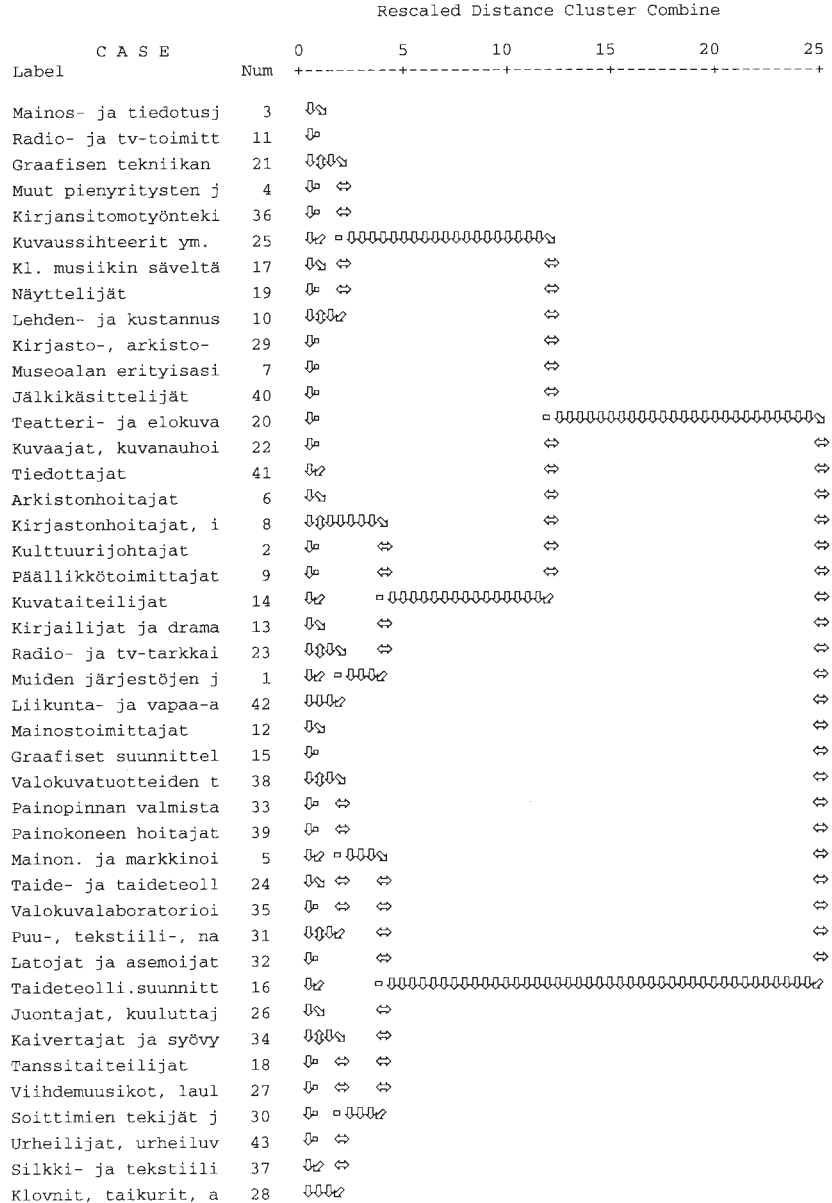 Rescaled Distance Cluster Combine
C A S E 0 5 10 15 20 25
Label Num +---------+---------+---------+---------+---------+
Mainos- ja tiedotusj 3
Radio- ja tv-toimitt 11
Graafisen tekniikan 21
Muut pienyritysten j 4
Kirjansitomotyönteki 36
Kuvaussihteerit ym. 25
Kl. musiikin säveltä 17
Näyttelijät 19
Lehden- ja kustannus 10
Kirjasto-, arkisto- 29
Museoalan erityisasi 7
Jälkikäsittelijät 40
Teatteri- ja elokuva 20
Kuvaajat, kuvanauhoi 22
Tiedottajat 41
Arkistonhoitajat 6
Kirjastonhoitajat, i 8
Kulttuurijohtajat 2
Päällikkötoimittajat 9
Kuvataiteilijat 14
Kirjailijat ja drama 13
Radio- ja tv-tarkkai 23
Muiden järjestöjen j 1
Liikunta- ja vapaa-a 42
Mainostoimittajat 12
Graafiset suunnittel 15
Valokuvatuotteiden t 38
Painopinnan valmista 33
Painokoneen hoitajat 39
Mainon. ja markkinoi 5
Taide- ja taideteoll 24
Valokuvalaboratorioi 35
Puu-, tekstiili-, na 31
Latojat ja asemoijat 32
Taideteolli.suunnitt 16
Juontajat, kuuluttaj 26
Kaivertajat ja syövy 34
Tanssitaiteilijat 18
Viihdemuusikot, laul 27
Soittimien tekijät j 30
Urheilijat, urheiluv 43
Silkki- ja tekstiili 37
Klovnit, taikurit, a 28